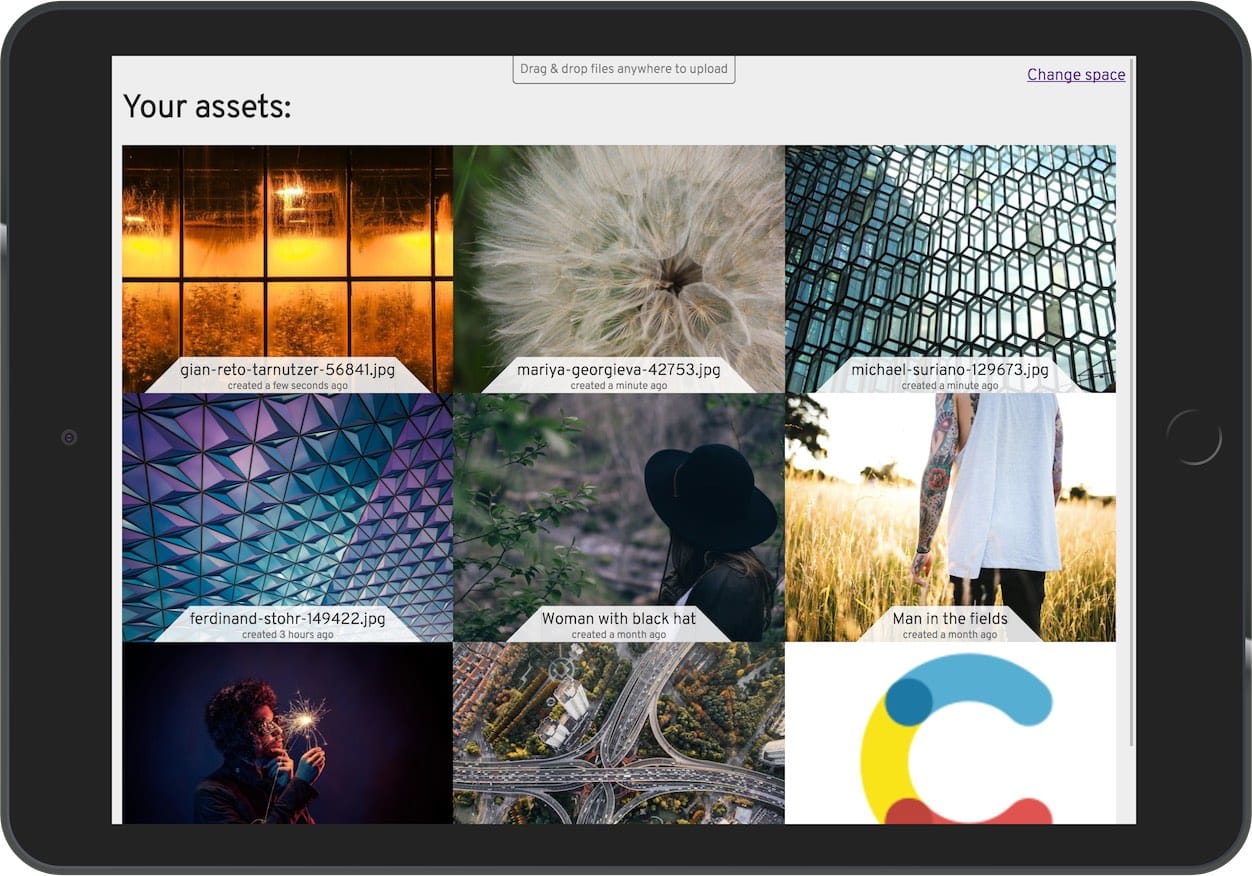 Drag & drop files anywhere to upload
Change space
Your assets:
gian-reto-tarnutzer-56841.jpg
created a few seconds ago
mariya-georgieva-42753.jpg
created a minute ago
michael-suriano-129673.jpg
created a minute ago
ferdinand-stohr-149422.jpg
created 3 hours ago
Woman with black hat
created a month ago
Man in the fields
created a month ago